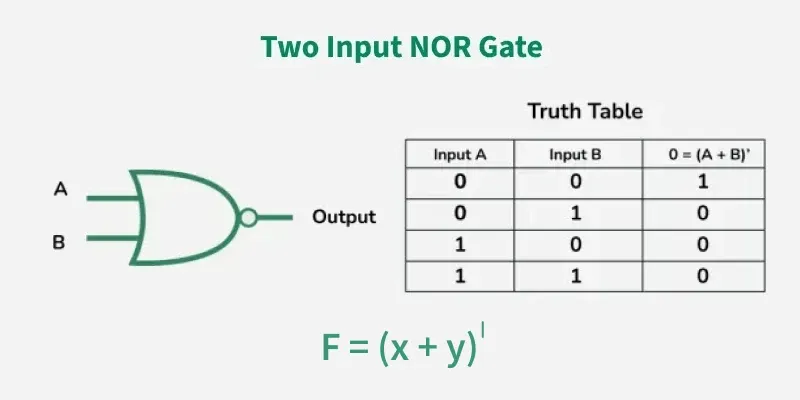 Two Input NOR Gate
Truth Table
Input A Input B 0 = (A + B)'
0 0 1
0 1 0
1 0 0
1 1 0
A
B
Output
F = (x + y)'